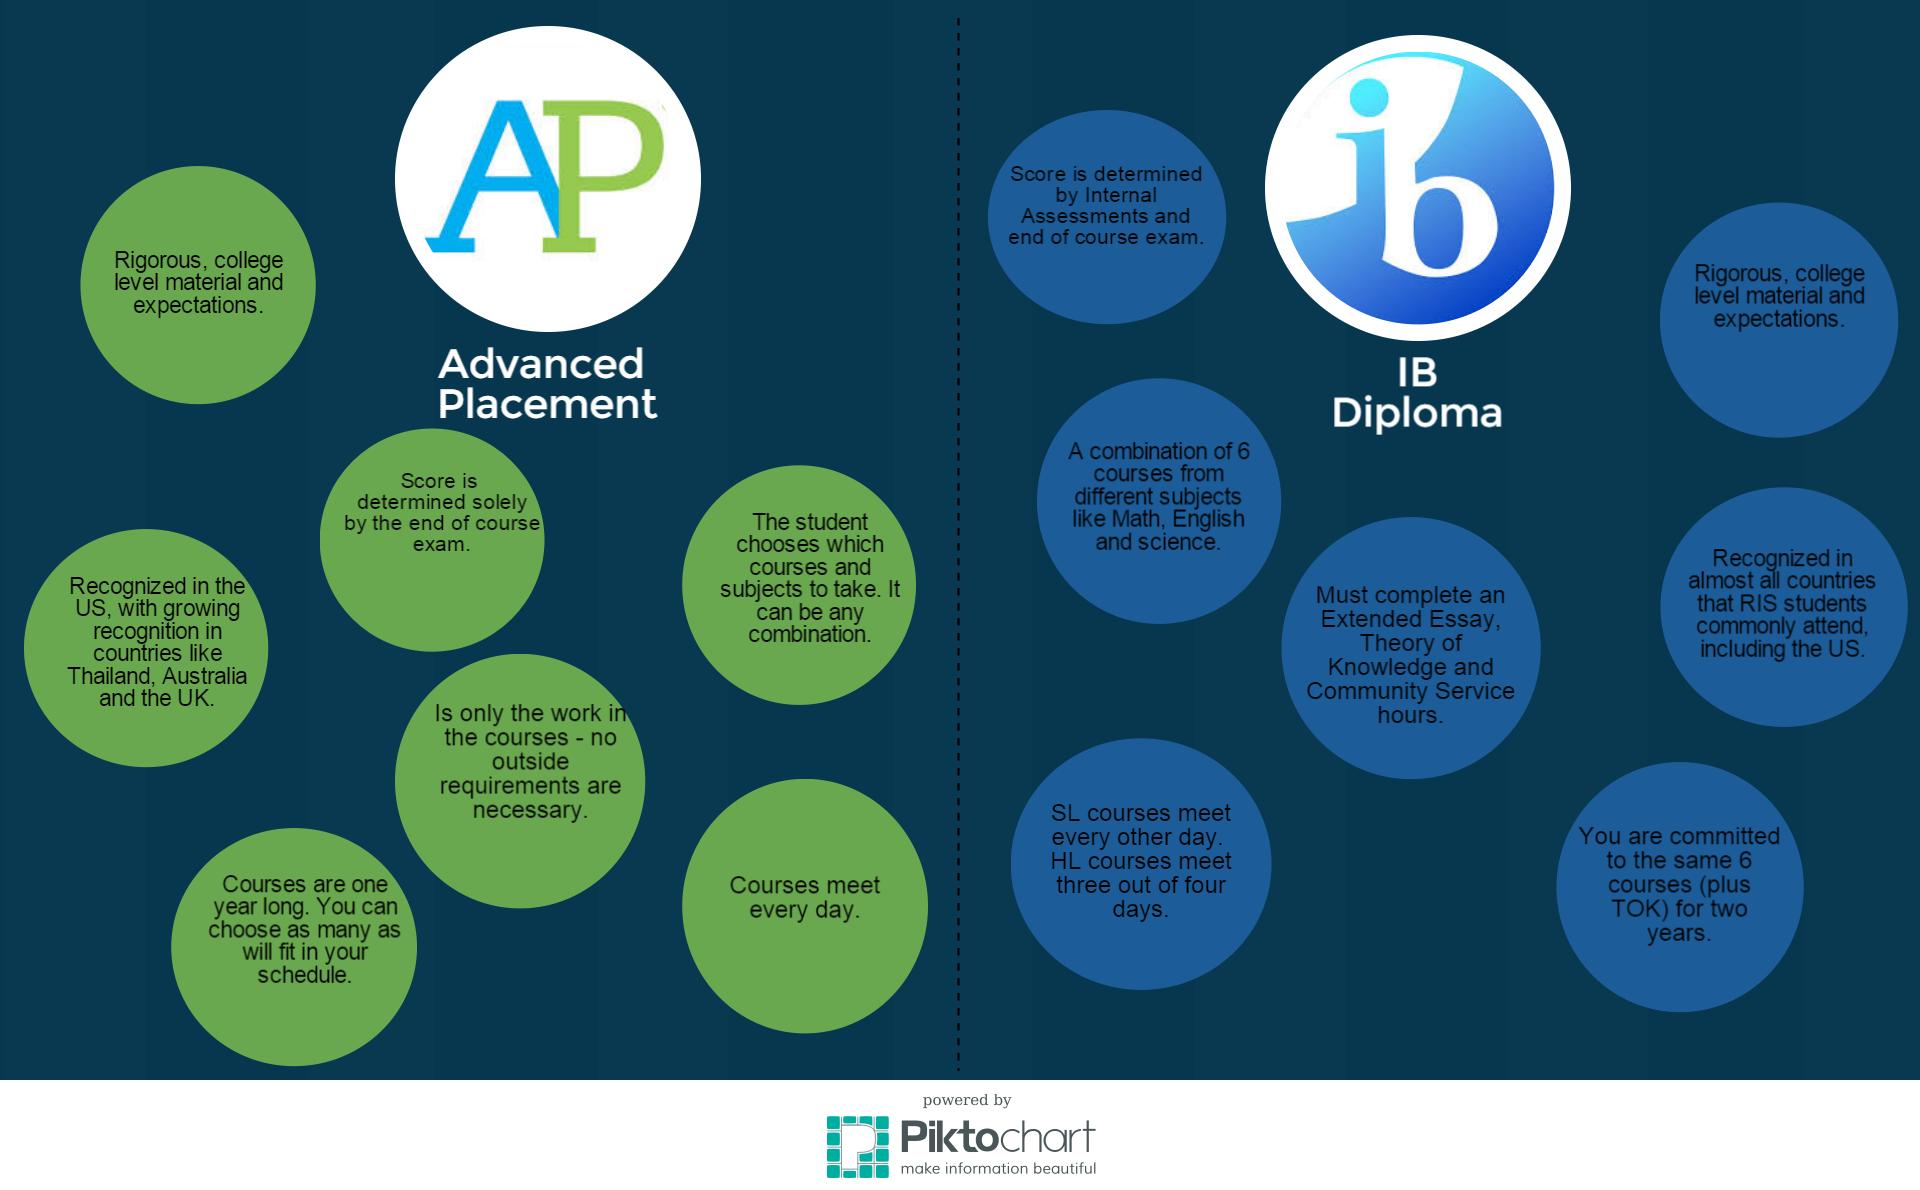 AP
Advanced
Placement
Rigorous, college
level material and
expectations.
Score is
determined solely
by the end of course
exam.
The student
chooses which
courses and
subjects to take. It
can be any
combination.
Recognized in the
US, with growing
recognition in
countries like
Thailand, Australia
and the UK.
Is only the work in
the courses - no
outside
requirements are
necessary.
Courses are one
year long. You can
choose as many as
will fit in your
schedule.
Courses meet
every day.
ib
IB
Diploma
Score is determined
by Internal
Assessments and
end of course exam.
Rigorous, college
level material and
expectations.
A combination of 6
courses from
different subjects
like Math, English
and science.
Must complete an
Extended Essay,
Theory of
Knowledge and
Community Service
hours.
Recognized in
almost all countries
that RIS students
commonly attend,
including the US.
SL courses meet
every other day.
HL courses meet
three out of four
days.
You are committed
to the same 6
courses (plus
TOK) for two
years.
powered by
P
Piktochart
make information beautiful